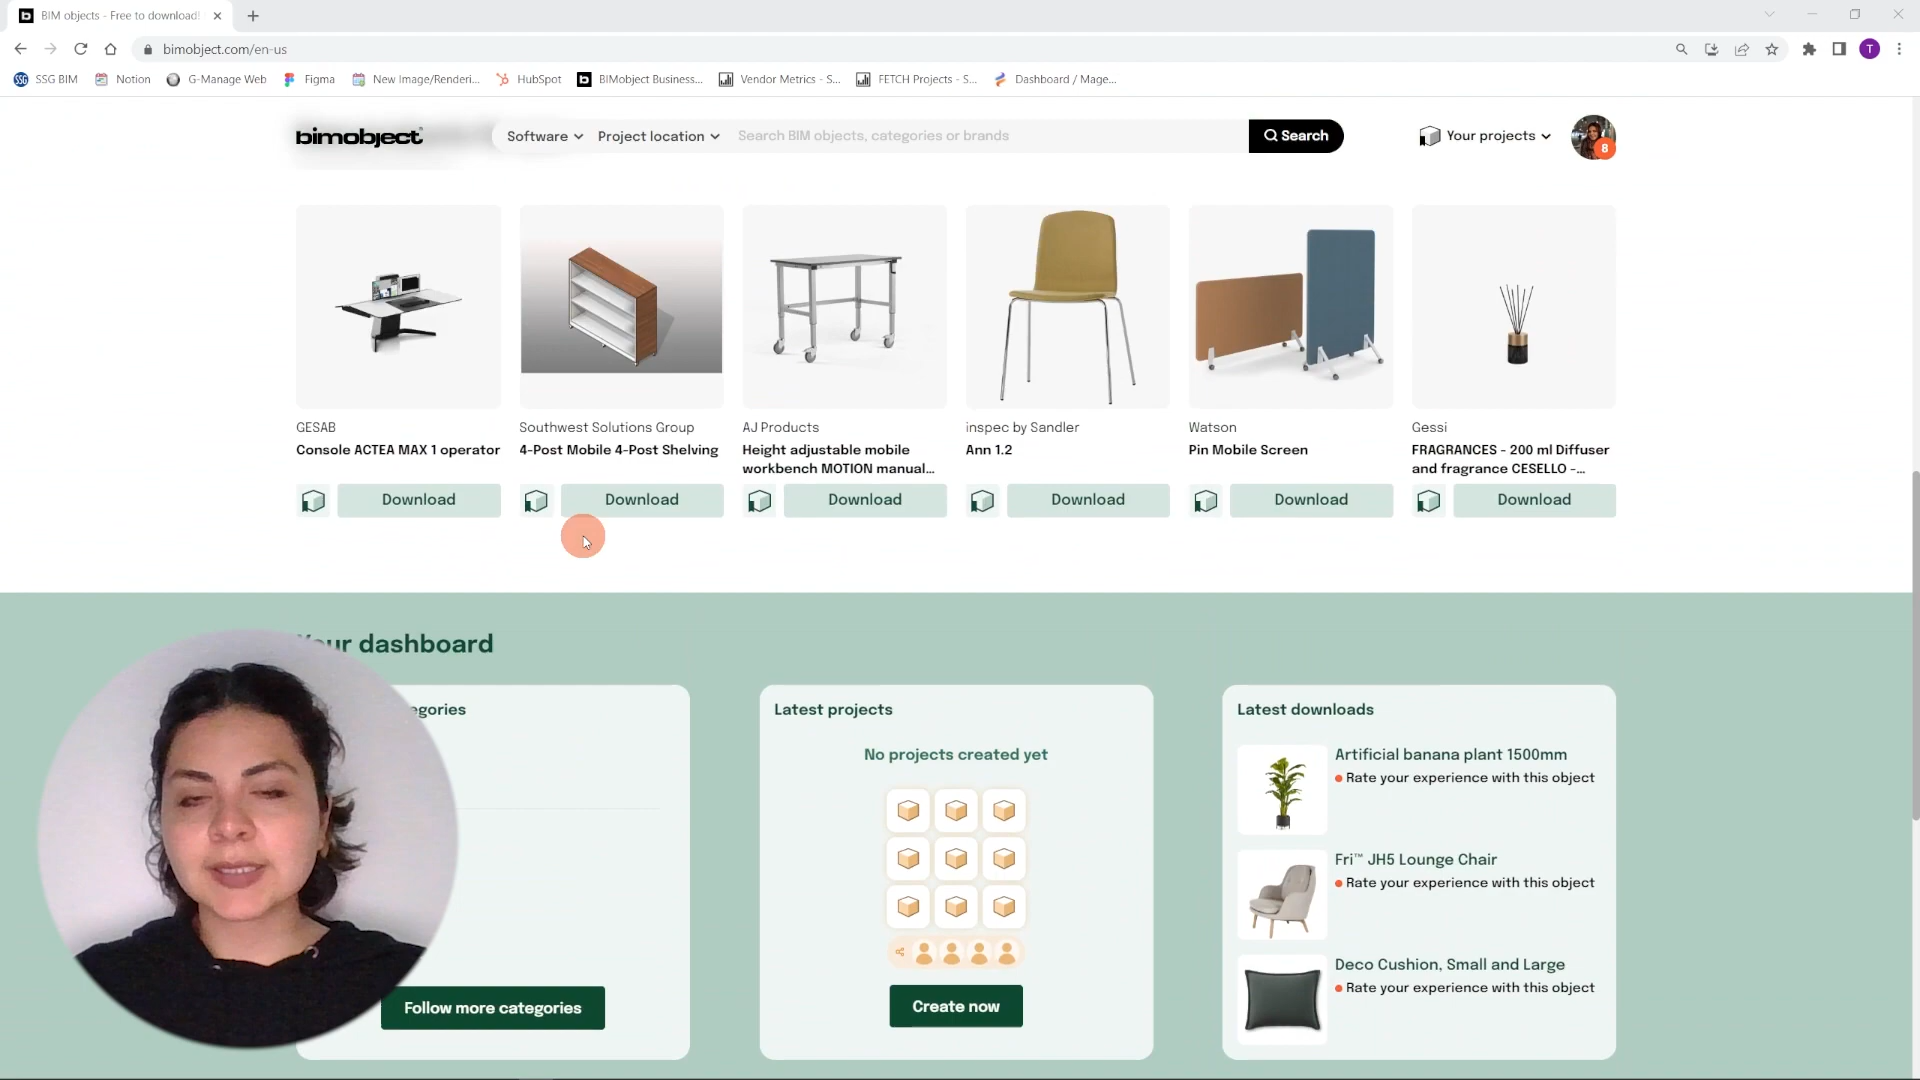 BIM objects - Free to download!
bimobject.com/en-us
T
SSG BIM
Notion
G-Manage Web
Figma
New Image/Renderi...
HubSpot
BIMobject Business...
Vendor Metrics - S...
FETCH Projects - S...
Dashboard / Mage...
bimobject®
Software
Project location
Search BIM objects, categories or brands
Search
Your projects
8
GESAB
Console ACTEA MAX 1 operator
Download
Southwest Solutions Group
4-Post Mobile 4-Post Shelving
Download
AJ Products
Height adjustable mobile
workbench MOTION manual...
Download
inspec by Sandler
Ann 1.2
Download
Watson
Pin Mobile Screen
Download
Gessi
FRAGRANCES - 200 ml Diffuser
and fragrance CESELLO -...
Download
dashboard
Follow more categories
Latest projects
No projects created yet
Create now
Latest downloads
Artificial banana plant 1500mm
Rate your experience with this object
Fri™ JH5 Lounge Chair
Rate your experience with this object
Deco Cushion, Small and Large
Rate your experience with this object